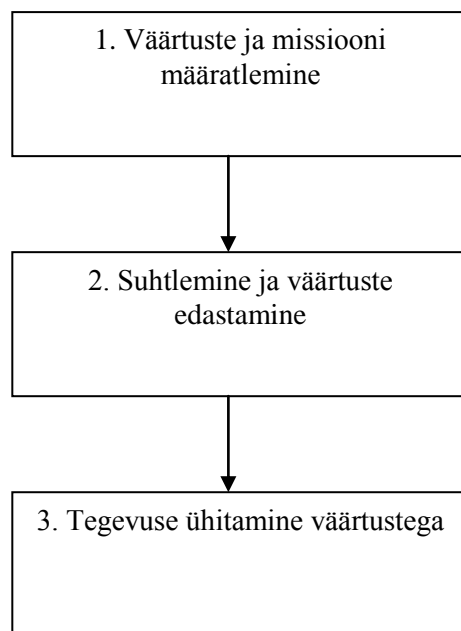 1. Väärtuste ja missiooni
määratlemine
2. Suhtlemine ja väärtuste
edastamine
3. Tegevuse ühitamine väärtustega